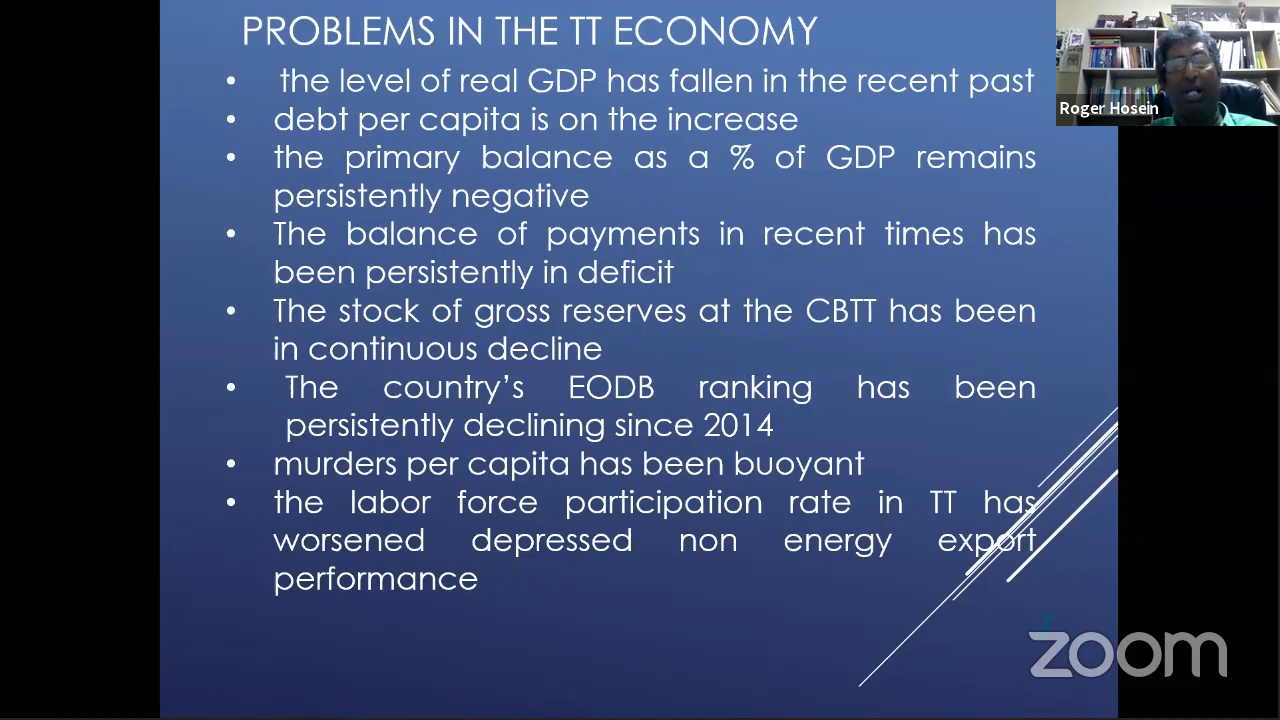 PROBLEMS IN THE TT ECONOMY
• the level of real GDP has fallen in the recent past
• debt per capita is on the increase
• the primary balance as a % of GDP remains
persistently negative
• The balance of payments in recent times has
been persistently in deficit
• The stock of gross reserves at the CBTT has been
in continuous decline
• The country's EODB ranking has been
persistently declining since 2014
• murders per capita has been buoyant
• the labor force participation rate in TT has
worsened depressed non energy export
performance
Roger Hosein
zoom